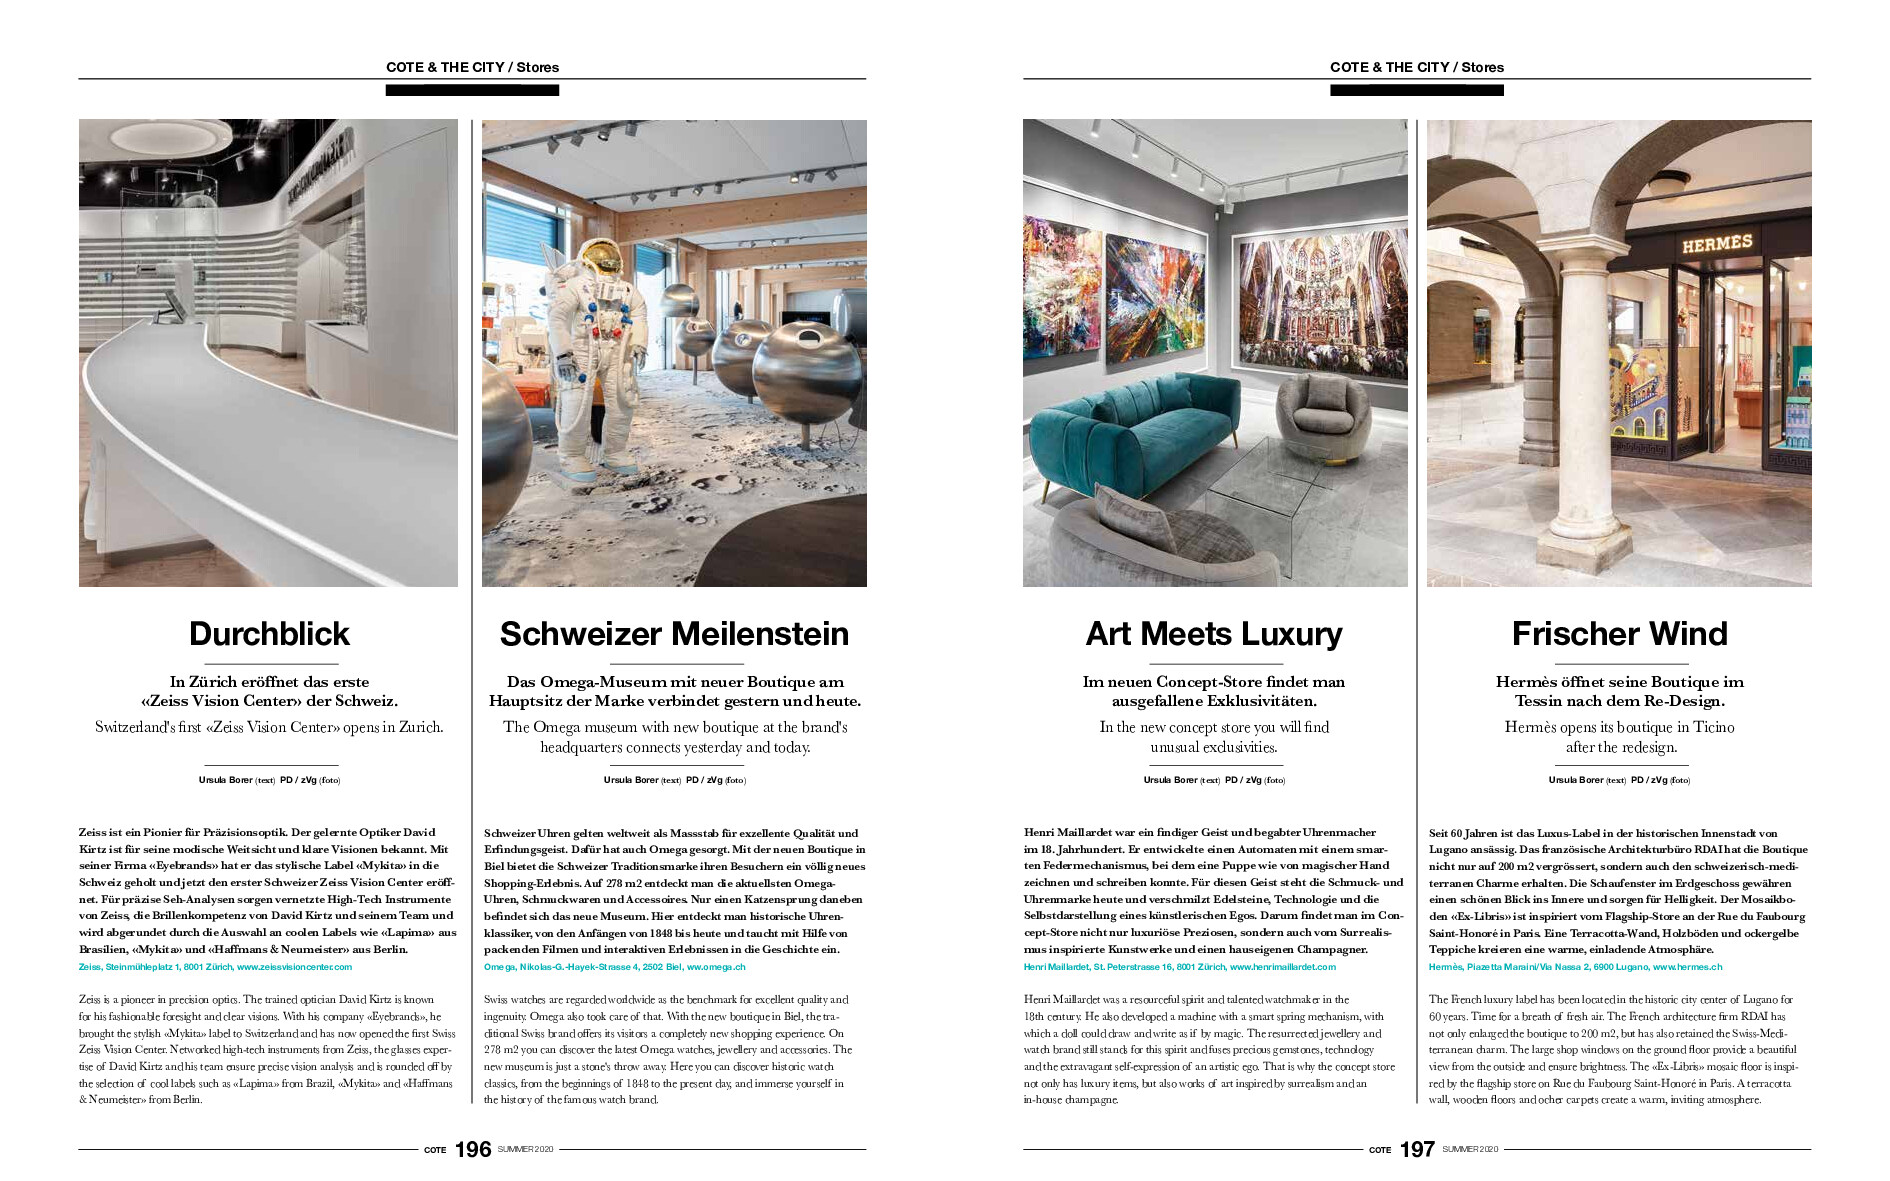 COTE & THE CITY / Stores
Durchblick
In Zürich eröffnet das erste
«Zeiss Vision Center» der Schweiz.
Switzerland's first «Zeiss Vision Center» opens in Zurich.
Ursula Borer (text) PD / zVg (foto)
Zeiss ist ein Pionier für Präzisionsoptik. Der gelernte Optiker David
Kirtz ist für seine modische Weitsicht und klare Visionen bekannt. Mit
seiner Firma «Eyebrands» hat er das stylische Label «Mykita» in die
Schweiz geholt und jetzt den erster Schweizer Zeiss Vision Center eröff-
net. Für präzise Seh-Analysen sorgen vernetzte High-Tech Instrumente
von Zeiss, die Brillenkompetenz von David Kirtz und seinem Team und
wird abgerundet durch die Auswahl an coolen Labels wie «Lapima» aus
Brasilien, «Mykita» und «Haffmans & Neumeister» aus Berlin.
Zeiss, Steinmühleplatz 1, 8001 Zürich, www.zeissvisioncenter.com
Zeiss is a pioneer in precision optics. The trained optician David Kirtz is known
for his fashionable foresight and clear visions. With his company «Eyebrands», he
brought the stylish «Mykita» label to Switzerland and has now opened the first Swiss
Zeiss Vision Center. Networked high-tech instruments from Zeiss, the glasses exper-
tise of David Kirtz and his team ensure precise vision analysis and is rounded off by
the selection of cool labels such as «Lapima» from Brazil, «Mykita» and «Haffmans
& Neumeister» from Berlin.
Schweizer Meilenstein
Das Omega-Museum mit neuer Boutique am
Hauptsitz der Marke verbindet gestern und heute.
The Omega museum with new boutique at the brand's
headquarters connects yesterday and today.
Ursula Borer (text) PD / zVg (foto)
Schweizer Uhren gelten weltweit als Massstab für exzellente Qualität und
Erfindungsgeist. Dafür hat auch Omega gesorgt. Mit der neuen Boutique in
Biel bietet die Schweizer Traditionsmarke ihren Besuchern ein völlig neues
Shopping-Erlebnis. Auf 278 m2 entdeckt man die aktuellsten Omega-
Uhren, Schmuckwaren und Accessoires. Nur einen Katzensprung daneben
befindet sich das neue Museum. Hier entdeckt man historische Uhren-
klassiker, von den Anfängen von 1848 bis heute und taucht mit Hilfe von
packenden Filmen und interaktiven Erlebnissen in die Geschichte ein.
Omega, Nikolas-G.-Hayek-Strasse 4, 2502 Biel, ww.omega.ch
Swiss watches are regarded worldwide as the benchmark for excellent quality and
ingenuity. Omega also took care of that. With the new boutique in Biel, the tra-
ditional Swiss brand offers its visitors a completely new shopping experience. On
278 m2 you can discover the latest Omega watches, jewellery and accessories. The
new museum is just a stone's throw away. Here you can discover historic watch
classics, from the beginnings of 1848 to the present day, and immerse yourself in
the history of the famous watch brand.
COTE 196 SUMMER 2020
COTE & THE CITY / Stores
HERMÈS
Art Meets Luxury
Im neuen Concept-Store findet man
ausgefallene Exklusivitäten.
In the new concept store you will find
unusual exclusivities.
Ursula Borer (text) PD / zVg (foto)
Henri Maillardet war ein findiger Geist und begabter Uhrenmacher
im 18. Jahrhundert. Er entwickelte einen Automaten mit einem smar-
ten Federmechanismus, bei dem eine Puppe wie von magischer Hand
zeichnen und schreiben konnte. Für diesen Geist steht die Schmuck- und
Uhrenmarke heute und verschmilzt Edelsteine, Technologie und die
Selbstdarstellung eines künstlerischen Egos. Darum findet man im Con-
cept-Store nicht nur luxuriöse Preziosen, sondern auch vom Surrealis-
mus inspirierte Kunstwerke und einen hauseigenen Champagner.
Henri Maillardet, St. Peterstrasse 16, 8001 Zürich, www.henrimaillardet.com
Henri Maillardet was a resourceful spirit and talented watchmaker in the
18th century. He also developed a machine with a smart spring mechanism, with
which a doll could draw and write as if by magic. The resurrected jewellery and
watch brand still stands for this spirit and fuses precious gemstones, technology
and the extravagant self-expression of an artistic ego. That is why the concept store
not only has luxury items, but also works of art inspired by surrealism and an
in-house champagne.
Frischer Wind
Hermès öffnet seine Boutique im
Tessin nach dem Re-Design.
Hermès opens its boutique in Ticino
after the redesign.
Ursula Borer (text) PD / zVg (foto)
Seit 60 Jahren ist das Luxus-Label in der historischen Innenstadt von
Lugano ansässig. Das französische Architekturbüro RDAI hat die Boutique
nicht nur auf 200 m2 vergrössert, sondern auch den schweizerisch-medi-
terranen Charme erhalten. Die Schaufenster im Erdgeschoss gewähren
einen schönen Blick ins Innere und sorgen für Helligkeit. Der Mosaikbo-
den «Ex-Libris» ist inspiriert vom Flagship-Store an der Rue du Faubourg
Saint-Honoré in Paris. Eine Terracotta-Wand, Holzböden und ockergelbe
Teppiche kreieren eine warme, einladende Atmosphäre.
Hermès, Piazetta Maraini/Via Nassa 2, 6900 Lugano, www.hermes.ch
The French luxury label has been located in the historic city center of Lugano for
60 years. Time for a breath of fresh air. The French architecture firm RDAI has
not only enlarged the boutique to 200 m2, but has also retained the Swiss-Medi-
terranean charm. The large shop windows on the ground floor provide a beautiful
view from the outside and ensure brightness. The «Ex-Libris» mosaic floor is inspi-
red by the flagship store on Rue du Faubourg Saint-Honoré in Paris. A terracotta
wall, wooden floors and ocher carpets create a warm, inviting atmosphere.
COTE 197 SUMMER 2020